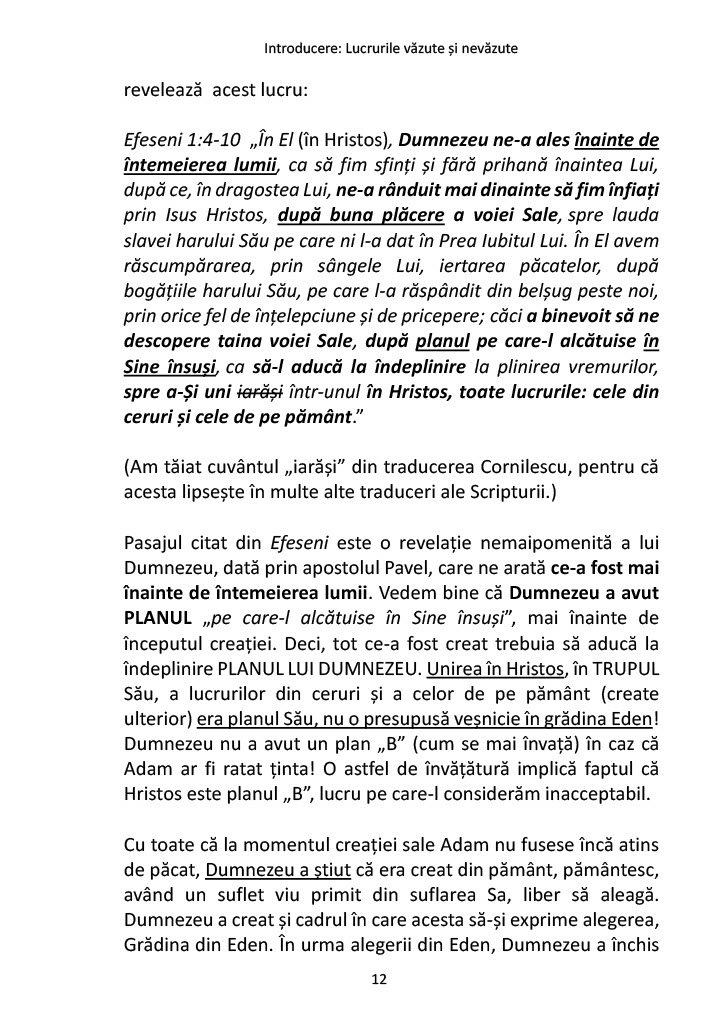 Introducere: Lucrurile văzute și nevăzute
revelează acest lucru:
Efeseni 1:4-10 „În El (în Hristos), Dumnezeu ne-a ales înainte de
întemeierea lumii, ca să fim sfinți și fără prihană înaintea Lui,
după ce, în dragostea Lui, ne-a rânduit mai dinainte să fim înfiați
prin Isus Hristos, după buna plăcere a voiei Sale, spre lauda
slavei harului Său pe care ni l-a dat în Prea Iubitul Lui. În El avem
răscumpărarea, prin sângele Lui, iertarea păcatelor, după
bogățiile harului Său, pe care l-a răspândit din belșug peste noi,
prin orice fel de înțelepciune și de pricepere; căci a binevoit să ne
descopere taina voiei Sale, după planul pe care-l alcătuise în
Sine însuși, ca să-l aducă la îndeplinire la plinirea vremurilor,
spre a-Și uni iarăși într-unul în Hristos, toate lucrurile: cele din
ceruri și cele de pe pământ.”
(Am tăiat cuvântul „iarăși” din traducerea Cornilescu, pentru că
acesta lipsește în multe alte traduceri ale Scripturii.)
Pasajul citat din Efeseni este o revelație nemaipomenită a lui
Dumnezeu, dată prin apostolul Pavel, care ne arată ce-a fost mai
înainte de întemeierea lumii. Vedem bine că Dumnezeu a avut
PLANUL „pe care-l alcătuise în Sine însuși”, mai înainte de
începutul creației. Deci, tot ce-a fost creat trebuia să aducă la
îndeplinire PLANUL LUI DUMNEZEU. Unirea în Hristos, în TRUPUL
Său, a lucrurilor din ceruri și a celor de pe pământ (create
ulterior) era planul Său, nu o presupusă veșnicie în grădina Eden!
Dumnezeu nu a avut un plan „B” (cum se mai învață) în caz că
Adam ar fi ratat ținta! O astfel de învățătură implică faptul că
Hristos este planul „B”, lucru pe care-l considerăm inacceptabil.
Cu toate că la momentul creației sale Adam nu fusese încă atins
de păcat, Dumnezeu a știut că era creat din pământ, pământesc,
având un suflet viu primit din suflarea Sa, liber să aleagă.
Dumnezeu a creat și cadrul în care acesta să-și exprime alegerea,
Grădina din Eden. În urma alegerii din Eden, Dumnezeu a închis
12